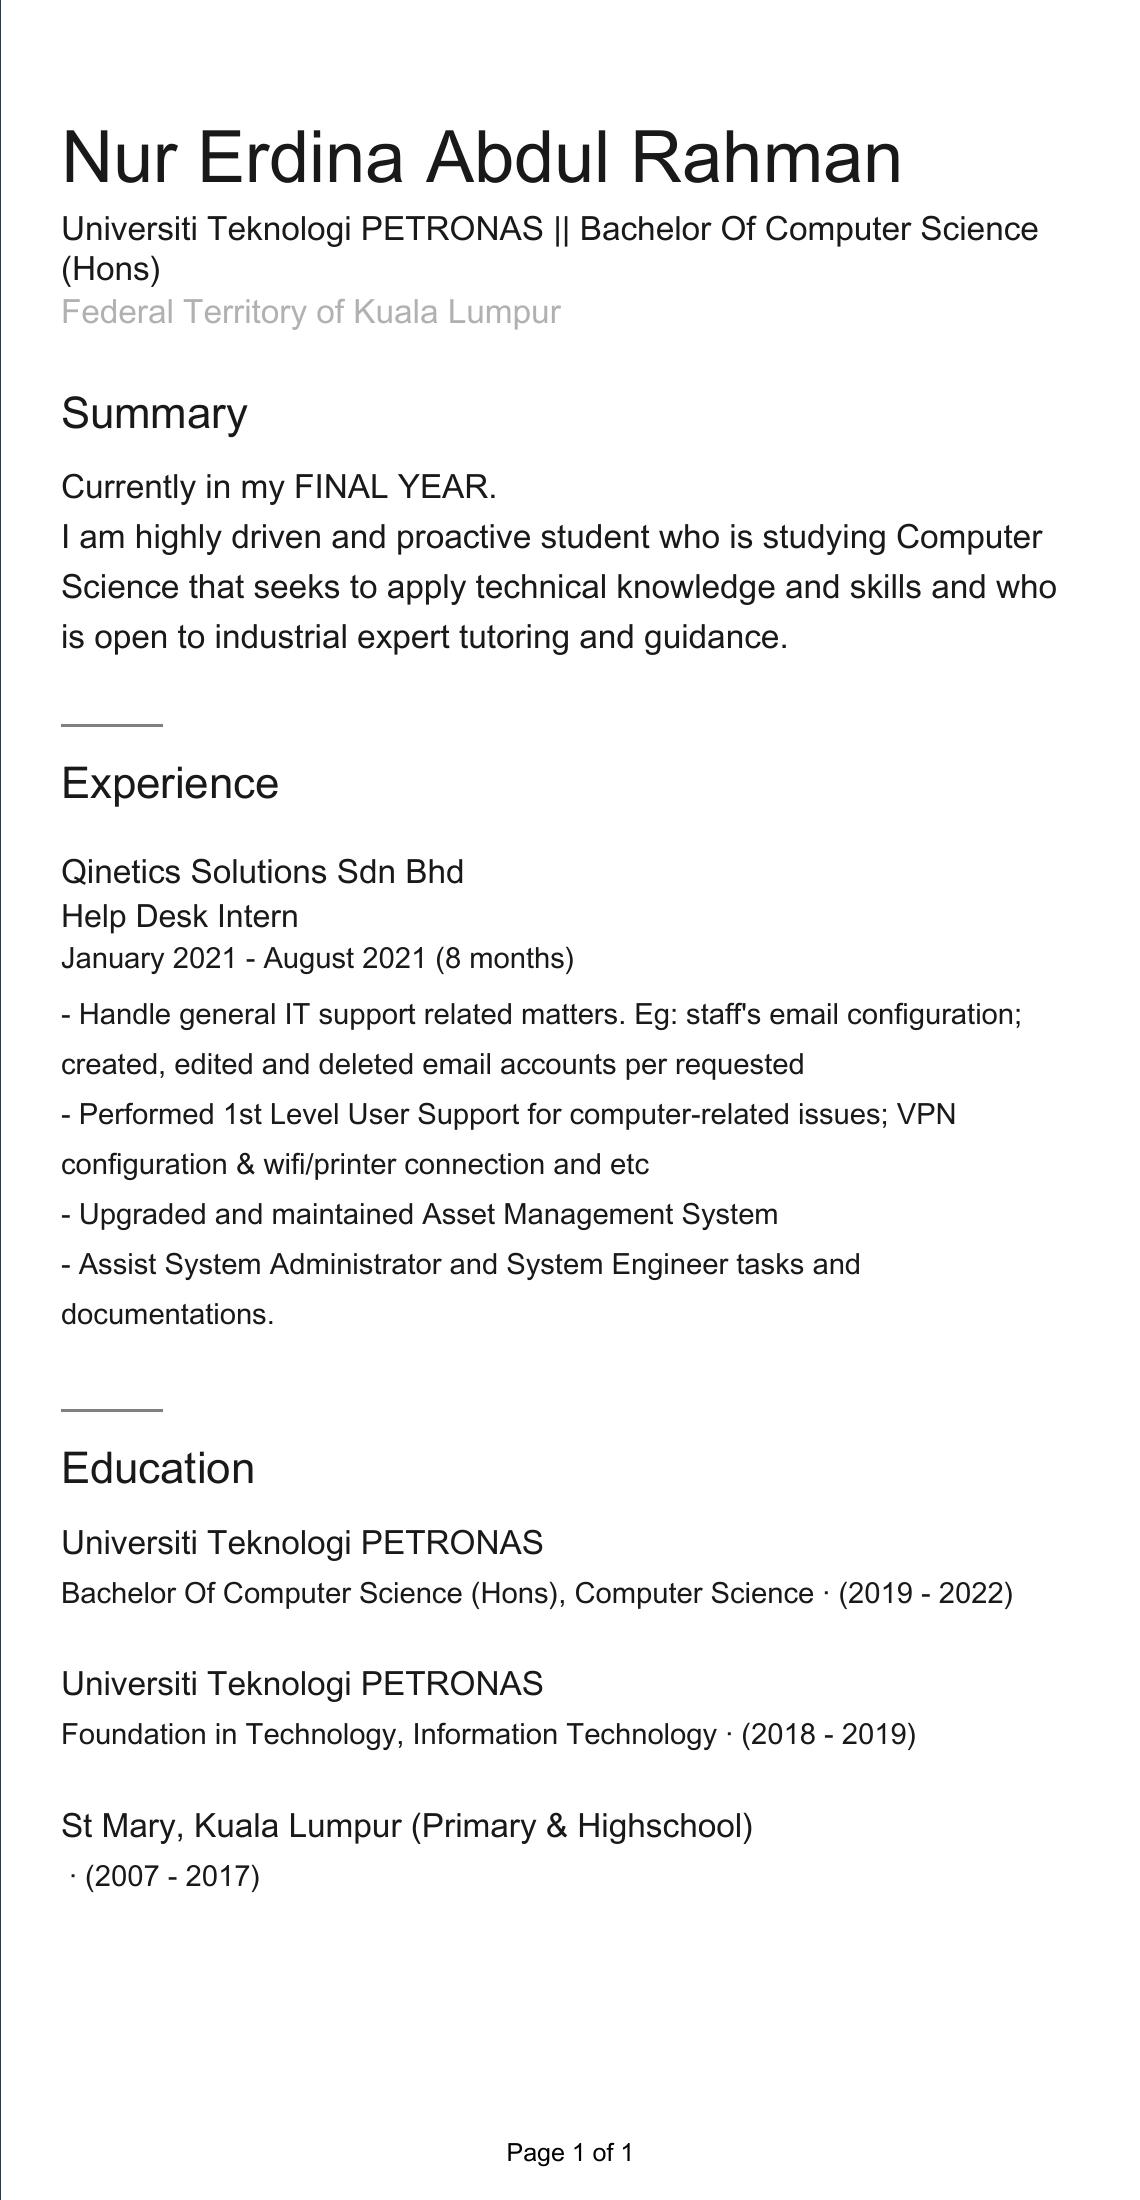 Nur Erdina Abdul Rahman
Universiti Teknologi PETRONAS || Bachelor Of Computer Science
(Hons)
Federal Territory of Kuala Lumpur
Summary
Currently in my FINAL YEAR.
I am highly driven and proactive student who is studying Computer
Science that seeks to apply technical knowledge and skills and who
is open to industrial expert tutoring and guidance.
Experience
Qinetics Solutions Sdn Bhd
Help Desk Intern
January 2021 - August 2021 (8 months)
- Handle general IT support related matters. Eg: staff's email configuration;
created, edited and deleted email accounts per requested
- Performed 1st Level User Support for computer-related issues; VPN
configuration & wifi/printer connection and etc
- Upgraded and maintained Asset Management System
- Assist System Administrator and System Engineer tasks and
documentations.
Education
Universiti Teknologi PETRONAS
Bachelor Of Computer Science (Hons), Computer Science · (2019 - 2022)
Universiti Teknologi PETRONAS
Foundation in Technology, Information Technology · (2018 - 2019)
St Mary, Kuala Lumpur (Primary & Highschool)
· (2007 - 2017)
Page 1 of 1